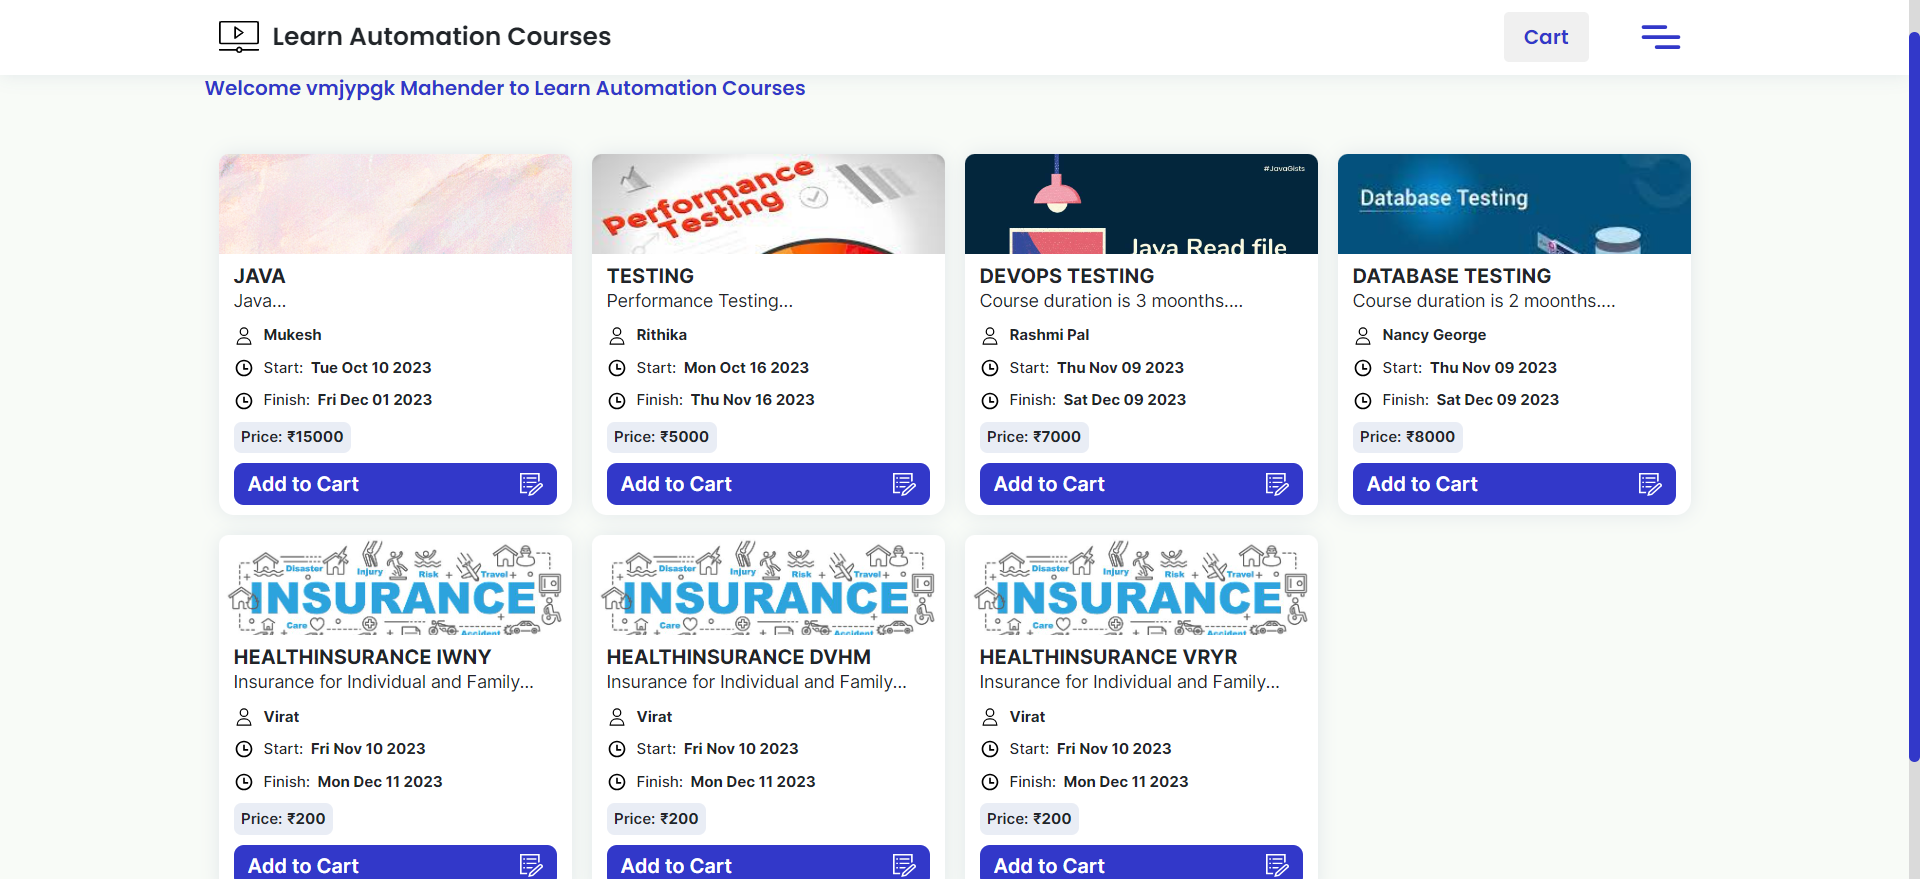 Learn Automation Courses
Cart
Welcome vmjypgk Mahender to Learn Automation Courses
JAVA
Java...
Mukesh
Start: Tue Oct 10 2023
Finish: Fri Dec 01 2023
Price: ₹15000
Add to Cart
Performance
Testing
TESTING
Performance Testing...
Rithika
Start: Mon Oct 16 2023
Finish: Thu Nov 16 2023
Price: ₹5000
Add to Cart
#JavaGists
Java Read file
DEVOPS TESTING
Course duration is 3 moonths....
Rashmi Pal
Start: Thu Nov 09 2023
Finish: Sat Dec 09 2023
Price: ₹7000
Add to Cart
Database Testing
DATABASE TESTING
Course duration is 2 moonths....
Nancy George
Start: Thu Nov 09 2023
Finish: Sat Dec 09 2023
Price: ₹8000
Add to Cart
Disaster Injury Risk Travel
INSURANCE
Care Accident
HEALTHINSURANCE IWNY
Insurance for Individual and Family...
Virat
Start: Fri Nov 10 2023
Finish: Mon Dec 11 2023
Price: ₹200
Add to Cart
Disaster Injury Risk Travel
INSURANCE
Care Accident
HEALTHINSURANCE DVHM
Insurance for Individual and Family...
Virat
Start: Fri Nov 10 2023
Finish: Mon Dec 11 2023
Price: ₹200
Add to Cart
Disaster Injury Risk Travel
INSURANCE
Care Accident
HEALTHINSURANCE VRYR
Insurance for Individual and Family...
Virat
Start: Fri Nov 10 2023
Finish: Mon Dec 11 2023
Price: ₹200
Add to Cart